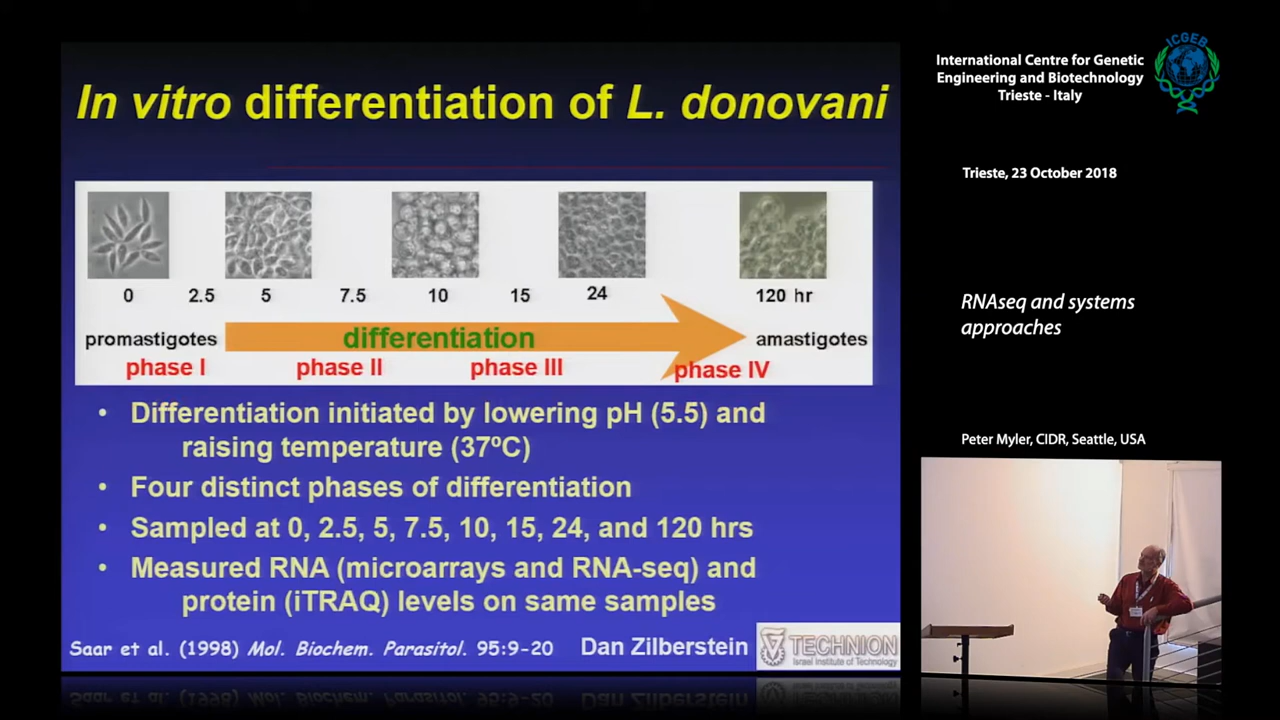 In vitro differentiation of L. donovani
0 2.5 5 7.5 10 15 24 120 hr
promastigotes differentiation amastigotes
phase I phase II phase III phase IV
• Differentiation initiated by lowering pH (5.5) and
raising temperature (37ºC)
• Four distinct phases of differentiation
• Sampled at 0, 2.5, 5, 7.5, 10, 15, 24, and 120 hrs
• Measured RNA (microarrays and RNA-seq) and
protein (iTRAQ) levels on same samples
Saar et al. (1998) Mol. Biochem. Parasitol. 95:9-20 Dan Zilberstein
TECHNION
Israel Institute of Technology
International Centre for Genetic
Engineering and Biotechnology
Trieste - Italy
ICGEB
Trieste, 23 October 2018
RNAseq and systems
approaches
Peter Myler, CIDR, Seattle, USA